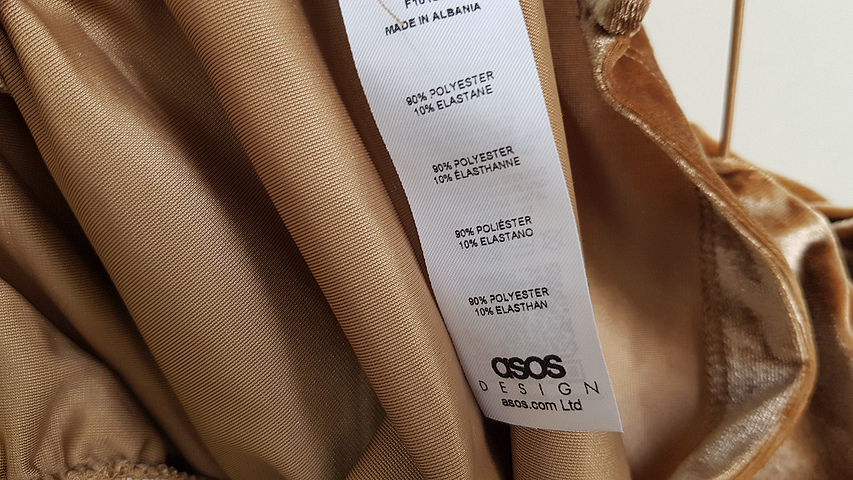 MADE IN ALBANIA
90% POLYESTER
10% ELASTANE
90% POLYESTER
10% ÉLASTHANNE
90% POLIÉSTER
10% ELASTANO
90% POLYESTER
10% ELASTHAN
asos
DESIGN
asos.com Ltd